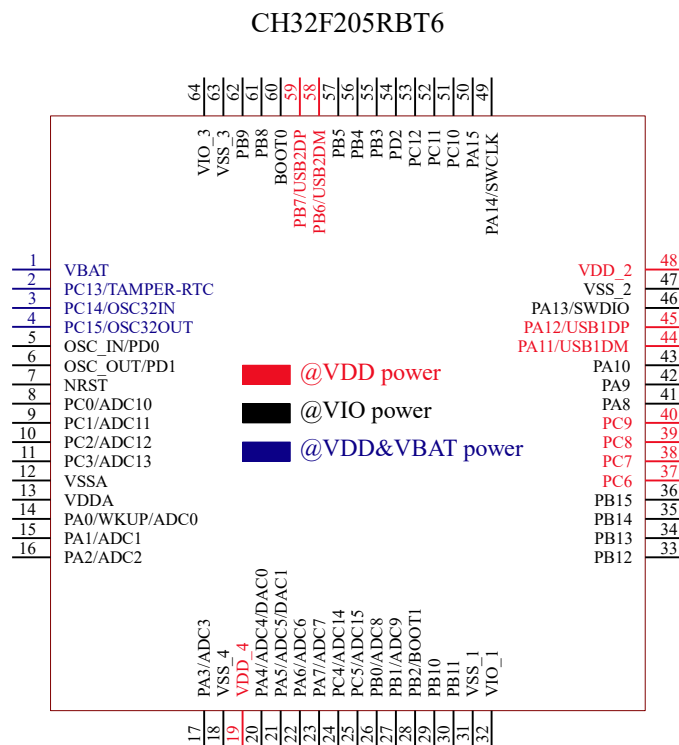 CH32F205RBT6
64 63 62 61 60 59 58 57 56 55 54 53 52 51 50 49
VIO_3
VSS_3
PB9
PB8
BOOT0
PB7/USB2DP
PB6/USB2DM
PB5
PB4
PB3
PD2
PC12
PC11
PC10
PA15
PA14/SWCLK
1 VBAT
2 PC13/TAMPER-RTC
3 PC14/OSC32IN
4 PC15/OSC32OUT
5 OSC_IN/PD0
6 OSC_OUT/PD1
7 NRST
8 PC0/ADC10
9 PC1/ADC11
10 PC2/ADC12
11 PC3/ADC13
12 VSSA
13 VDDA
14 PA0/WKUP/ADC0
15 PA1/ADC1
16 PA2/ADC2
@VDD power
@VIO power
@VDD&VBAT power
VDD_2 48
VSS_2 47
PA13/SWDIO 46
PA12/USB1DP 45
PA11/USB1DM 44
PA10 43
PA9 42
PA8 41
PC9 40
PC8 39
PC7 38
PC6 37
PB15 36
PB14 35
PB13 34
PB12 33
PA3/ADC3
VSS_4
VDD_4
PA4/ADC4/DAC0
PA5/ADC5/DAC1
PA6/ADC6
PA7/ADC7
PC4/ADC14
PC5/ADC15
PB0/ADC8
PB1/ADC9
PB2/BOOT1
PB10
PB11
VSS_1
VIO_1
17 18 19 20 21 22 23 24 25 26 27 28 29 30 31 32